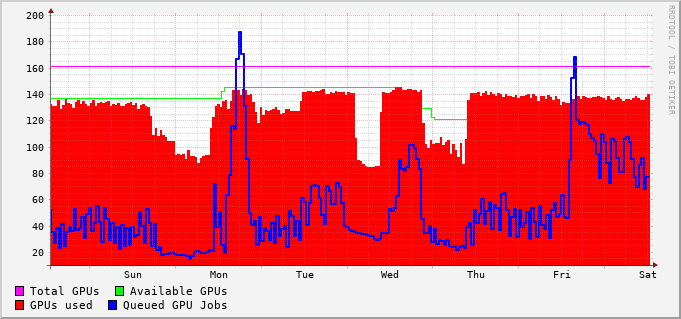 200
180
160
140
120
100
80
60
40
20
Sun Mon Tue Wed Thu Fri Sat
RRDTOOL / TOBI OETIKER
Total GPUs Available GPUs
GPUs used Queued GPU Jobs